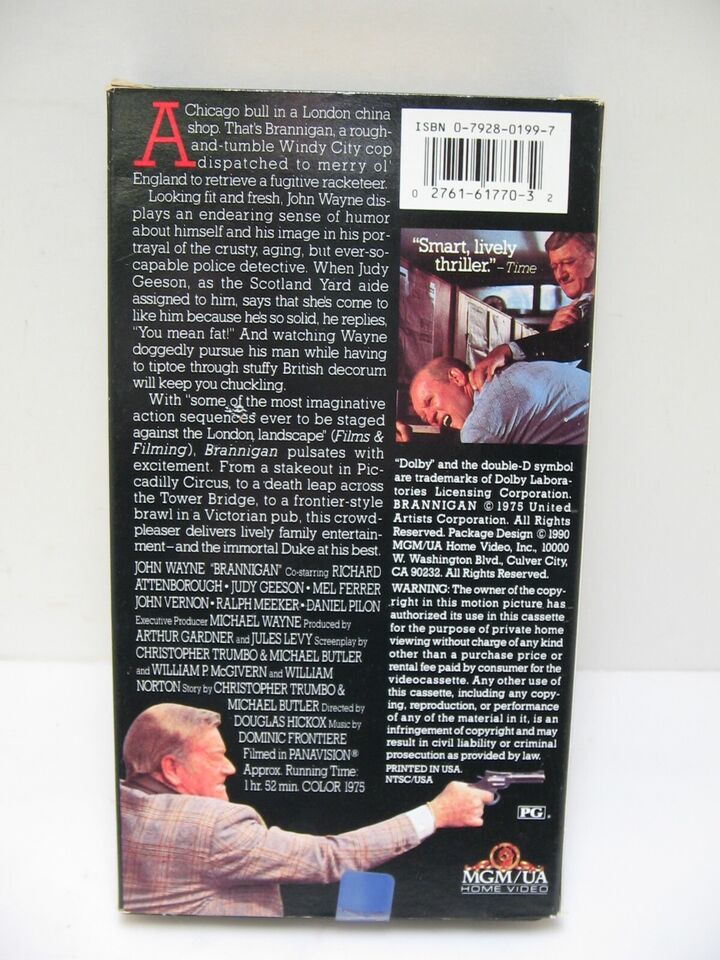 A Chicago bull in a London china
shop. That's Brannigan, a rough-
and-tumble Windy City cop
dispatched to merry ol'
England to retrieve a fugitive racketeer.
Looking fit and fresh, John Wayne dis-
plays an endearing sense of humor
about himself and his image in his por-
trayal of the crusty, aging, but ever-so-
capable police detective. When Judy
Geeson, as the Scotland Yard aide
assigned to him, says that she's come to
like him because he's so solid, he replies,
"You mean fat!" And watching Wayne
doggedly pursue his man while having
to tiptoe through stuffy British decorum
will keep you chuckling.
With "some of the most imaginative
action sequences ever to be staged
against the London landscape" (Films &
Filming), Brannigan pulsates with
excitement. From a stakeout in Pic-
cadilly Circus, to a death leap across
the Tower Bridge, to a frontier-style
brawl in a Victorian pub, this crowd-
pleaser delivers lively family entertain-
ment—and the immortal Duke at his best.
JOHN WAYNE "BRANNIGAN" Co-starring RICHARD
ATTENBOROUGH • JUDY GEESON • MEL FERRER
JOHN VERNON • RALPH MEEKER • DANIEL PILON
Executive Producer MICHAEL WAYNE Produced by
ARTHUR GARDNER and JULES LEVY Screenplay by
CHRISTOPHER TRUMBO & MICHAEL BUTLER
and WILLIAM P. McGIVERN and WILLIAM
NORTON Story by CHRISTOPHER TRUMBO &
MICHAEL BUTLER Directed by
DOUGLAS HICKOX Music by
DOMINIC FRONTIERE
Filmed in PANAVISION®
Approx. Running Time:
1 hr. 52 min. COLOR 1975
ISBN 0-7928-0199-7
0 27616-1770-3 2
"Smart, lively
thriller." – Time
"Dolby" and the double-D symbol
are trademarks of Dolby Labora-
tories Licensing Corporation.
BRANNIGAN © 1975 United
Artists Corporation. All Rights
Reserved. Package Design © 1990
MGM/UA Home Video, Inc., 10000
W. Washington Blvd., Culver City,
CA 90232. All Rights Reserved.
WARNING: The owner of the copy-
right in this motion picture has
authorized its use in this cassette
for the purpose of private home
viewing without charge of any kind
other than a purchase price or
rental fee paid by consumer for the
videocassette. Any other use of
this cassette, including any copy-
ing, reproduction, or performance
of any of the material in it, is an
infringement of copyright and may
result in civil liability or criminal
prosecution as provided by law.
PRINTED IN USA.
NTSC/USA
PG
MGM/UA
HOME VIDEO